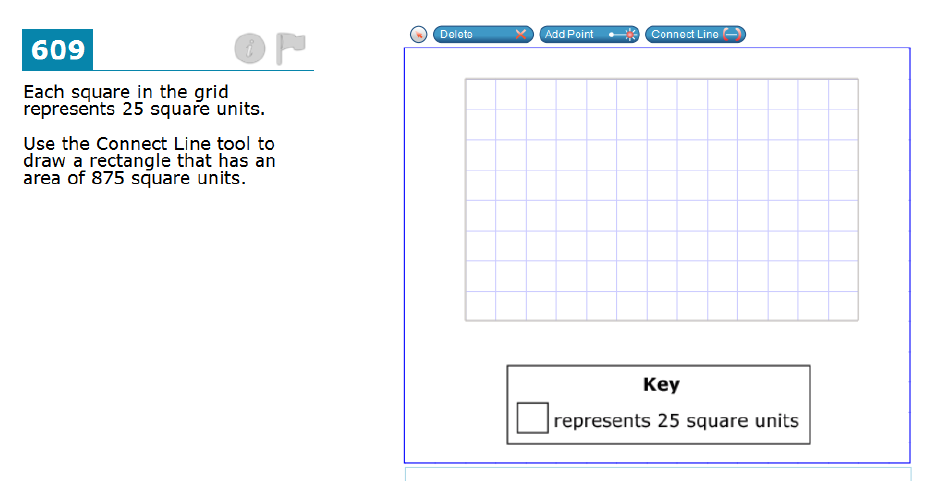 Delete
Add Point
Connect Line
609
Each square in the grid
represents 25 square units.
Use the Connect Line tool to
draw a rectangle that has an
area of 875 square units.
Key
represents 25 square units